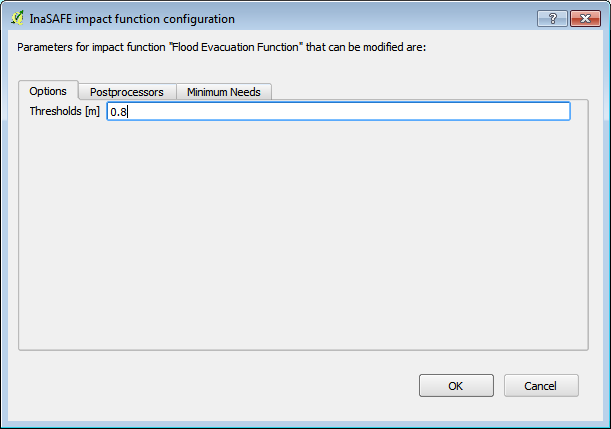 InaSAFE impact function configuration
?
Parameters for impact function "Flood Evacuation Function" that can be modified are:
Options Postprocessors Minimum Needs
Thresholds [m] 0.8
OK Cancel